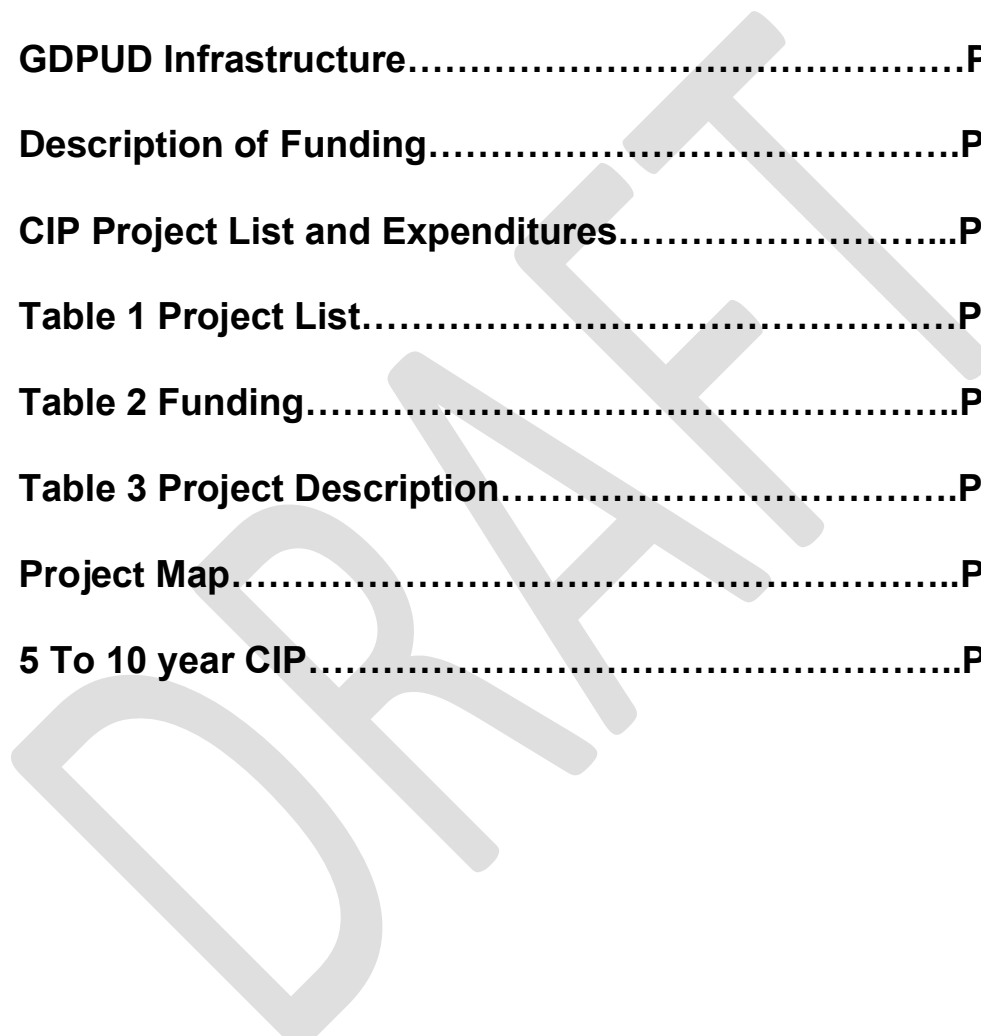 GDPUD Infrastructure………………………………………P
Description of Funding…………………………………….P
CIP Project List and Expenditures.……………………...P
Table 1 Project List…………………………………………P
Table 2 Funding……………………………………………..P
Table 3 Project Description……………………………….P
Project Map…………………………………………………..P
5 To 10 year CIP……………………………………………..P
DRAFT